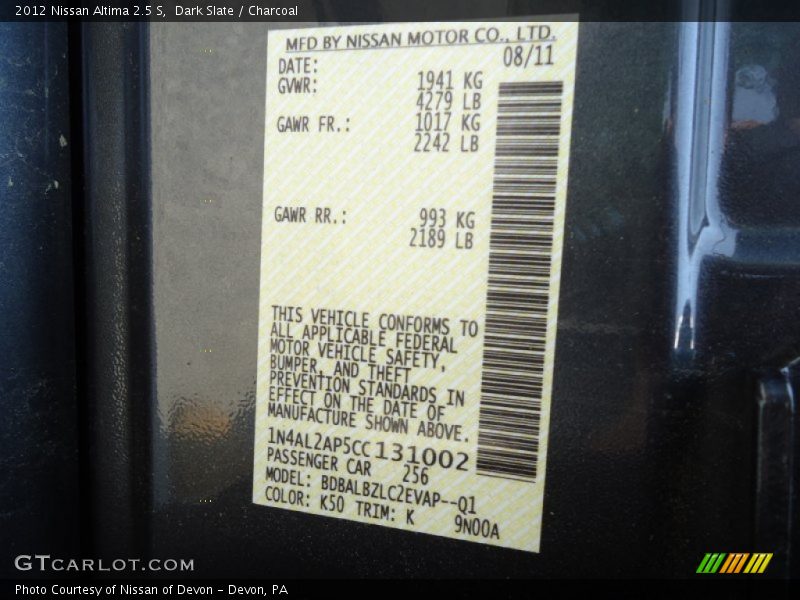 2012 Nissan Altima 2.5 S,  Dark Slate / Charcoal
MFD BY NISSAN MOTOR CO., LTD.
DATE: 08/11
GVWR: 1941 KG
4279 LB
GAWR FR.: 1017 KG
2242 LB
GAWR RR.: 993 KG
2189 LB
THIS VEHICLE CONFORMS TO
ALL APPLICABLE FEDERAL
MOTOR VEHICLE SAFETY,
BUMPER, AND THEFT
PREVENTION STANDARDS IN
EFFECT ON THE DATE OF
MANUFACTURE SHOWN ABOVE.
1N4AL2AP5CC131002
PASSENGER CAR 256
MODEL: BDBALBZLC2EVAP--Q1
COLOR: K50 TRIM: K 9N00A
GTCARLOT.COM
Photo Courtesy of Nissan of Devon - Devon, PA